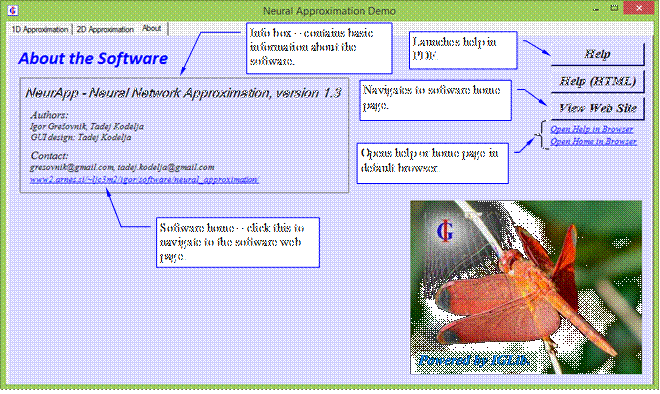 Neural Approximation Demo
1D Approximation
2D Approximation
About
About the Software
Info box -- contains basic
information about the
software.
Launches help in
PDF
Help
NeurApp - Neural Network Approximation, version 1.3
Navigates to software home
page.
Help (HTML)
View Web Site
Authors:
Igor Grešovnik, Tadej Kodelja
GUI design: Tadej Kodelja
Opens help or home page in
default browser
Open Help in Browser
Open Home in Browser
Contact:
gresovnik@gmail.com, tadej.kodelja@gmail.com
www2.arnes.si/~ljc3m2/igor/software/neural_approximation/
Software home -- click this to
navigate to the software web
page
Powered by IGLib